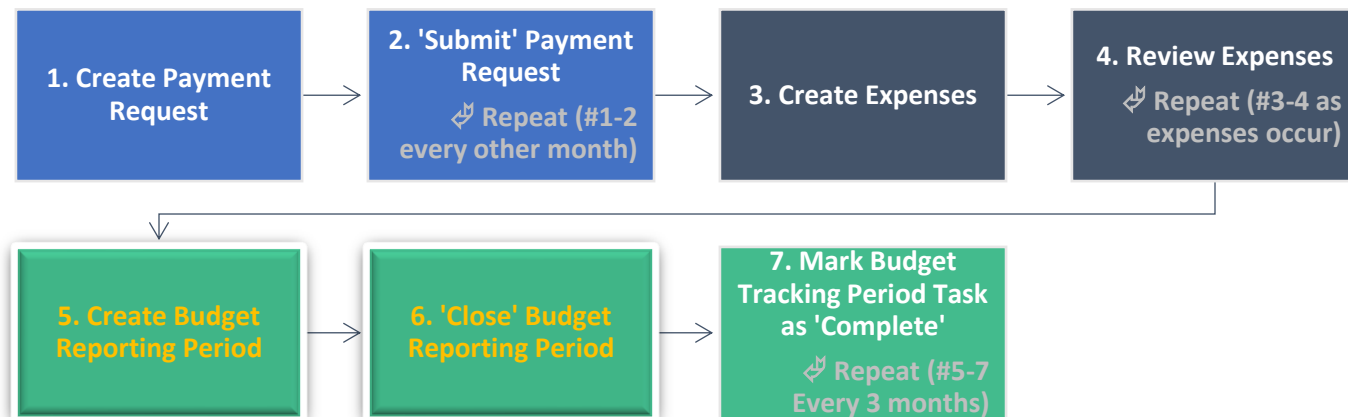 1. Create Payment
Request
2. 'Submit' Payment
Request
Repeat (#1-2
every other month)
3. Create Expenses
4. Review Expenses
Repeat (#3-4 as
expenses occur)
5. Create Budget
Reporting Period
6. 'Close' Budget
Reporting Period
7. Mark Budget
Tracking Period Task
as 'Complete'
Repeat (#5-7
Every 3 months)